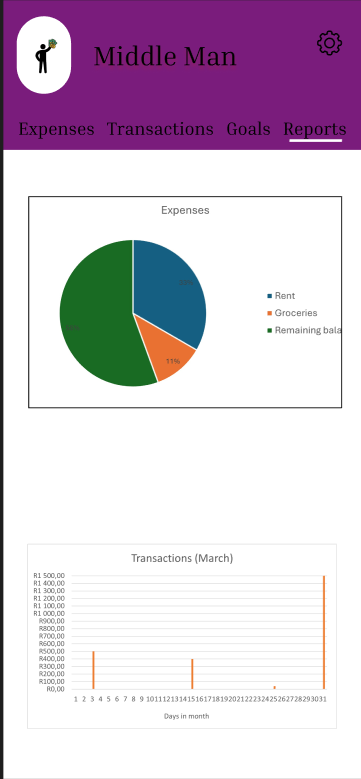 Middle Man
Expenses Transactions Goals Reports
Expenses
11%
Rent
Groceries
Remaining bala
Transactions (March)
R1 500,00
R1 400,00
R1 300,00
R1 200,00
R1 100,00
R1 000,00
R900,00
R800,00
R700,00
R600,00
R500,00
R400,00
R300,00
R200,00
R100,00
R0,00
1 2 3 4 5 6 7 8 9 10 11 12 13 14 15 16 17 18 19 20 21 22 23 24 25 26 27 28 29 30 31
Days in month